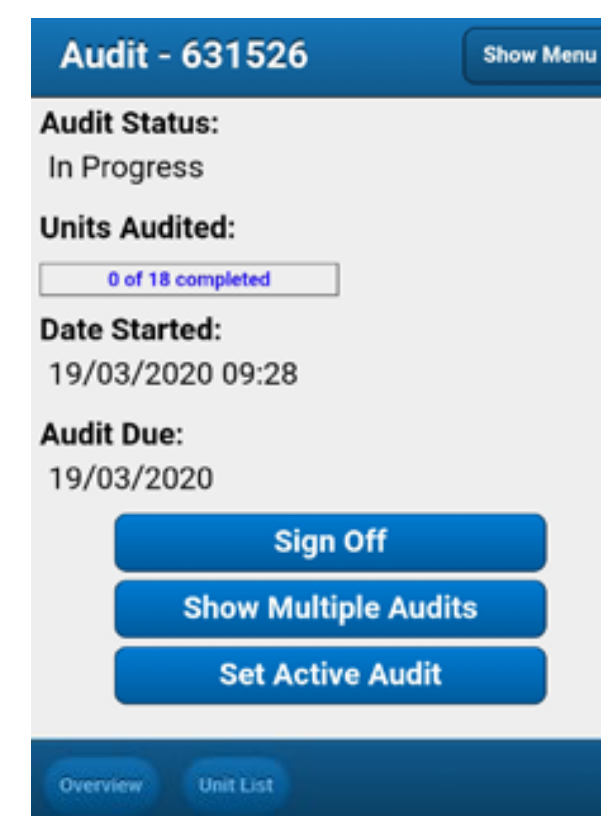 Audit - 631526
Show Menu
Audit Status:
In Progress
Units Audited:
0 of 18 completed
Date Started:
19/03/2020 09:28
Audit Due:
19/03/2020
Sign Off
Show Multiple Audits
Set Active Audit
Overview
Unit List